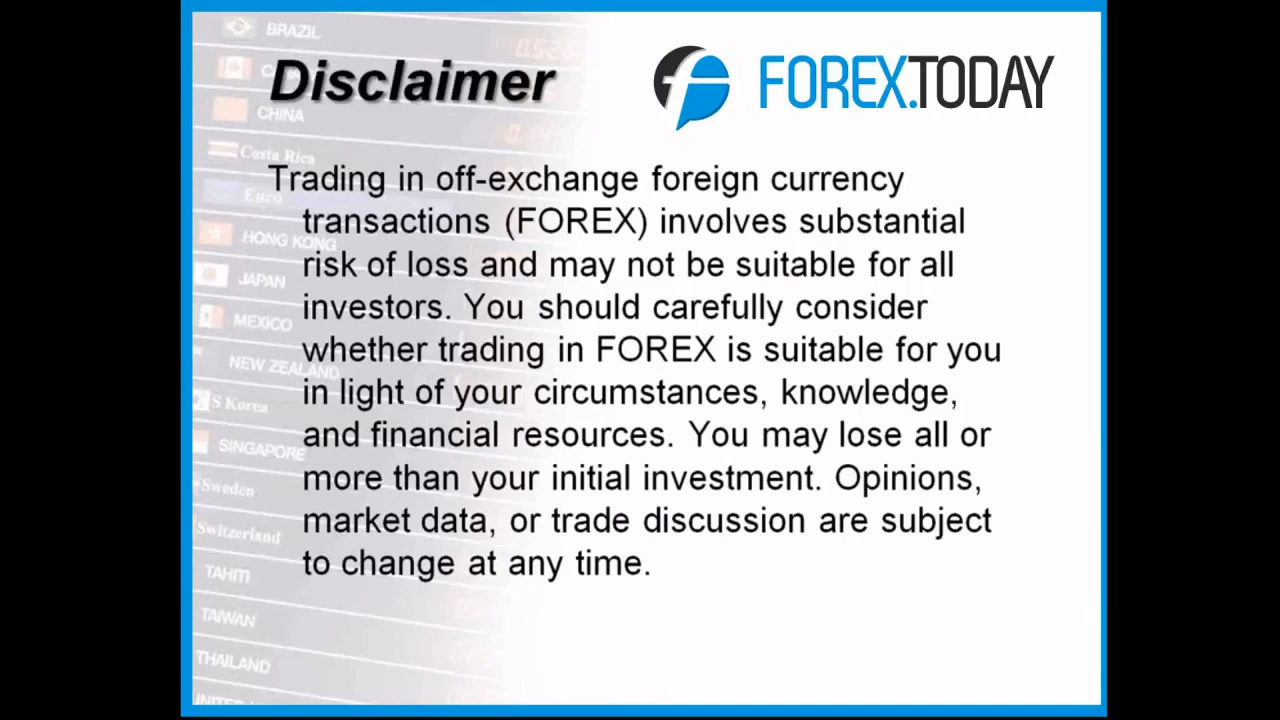 BRAZIL
Disclaimer
FOREX.TODAY
CHINA
Costa Rica
Trading in off-exchange foreign currency
Euro
transactions (FOREX) involves substantial
HONG KONG
risk of loss and may not be suitable for all
JAPAN
investors. You should carefully consider
MEXICO
whether trading in FOREX is suitable for you
NEW ZEALAND
in light of your circumstances, knowledge,
S Korea
and financial resources. You may lose all or
SINGAPORE
more than your initial investment. Opinions,
Sweden
market data, or trade discussion are subject
Switzerland
to change at any time.
TAHITI
TAIWAN
THAILAND